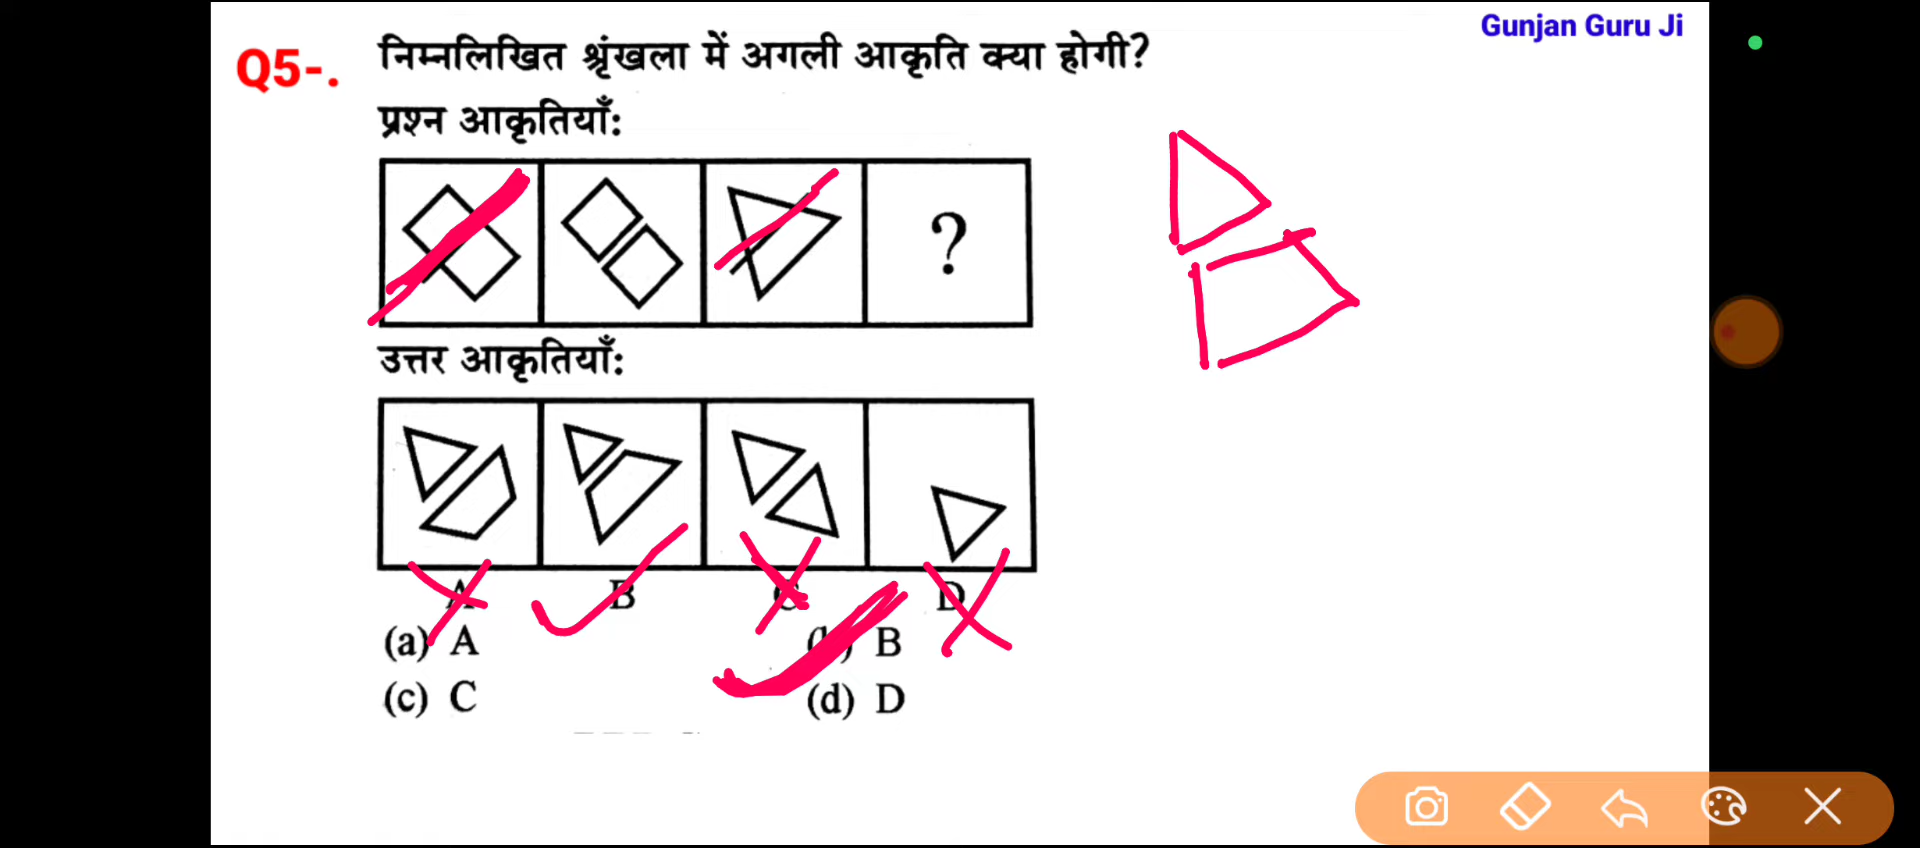 Gunjan Guru Ji
Q5-. निम्नलिखित श्रृंखला में अगली आकृति क्या होगी?
प्रश्न आकृतियाँ:
?
उत्तर आकृतियाँ:
A B C D
(a) A (b) B
(c) C (d) D